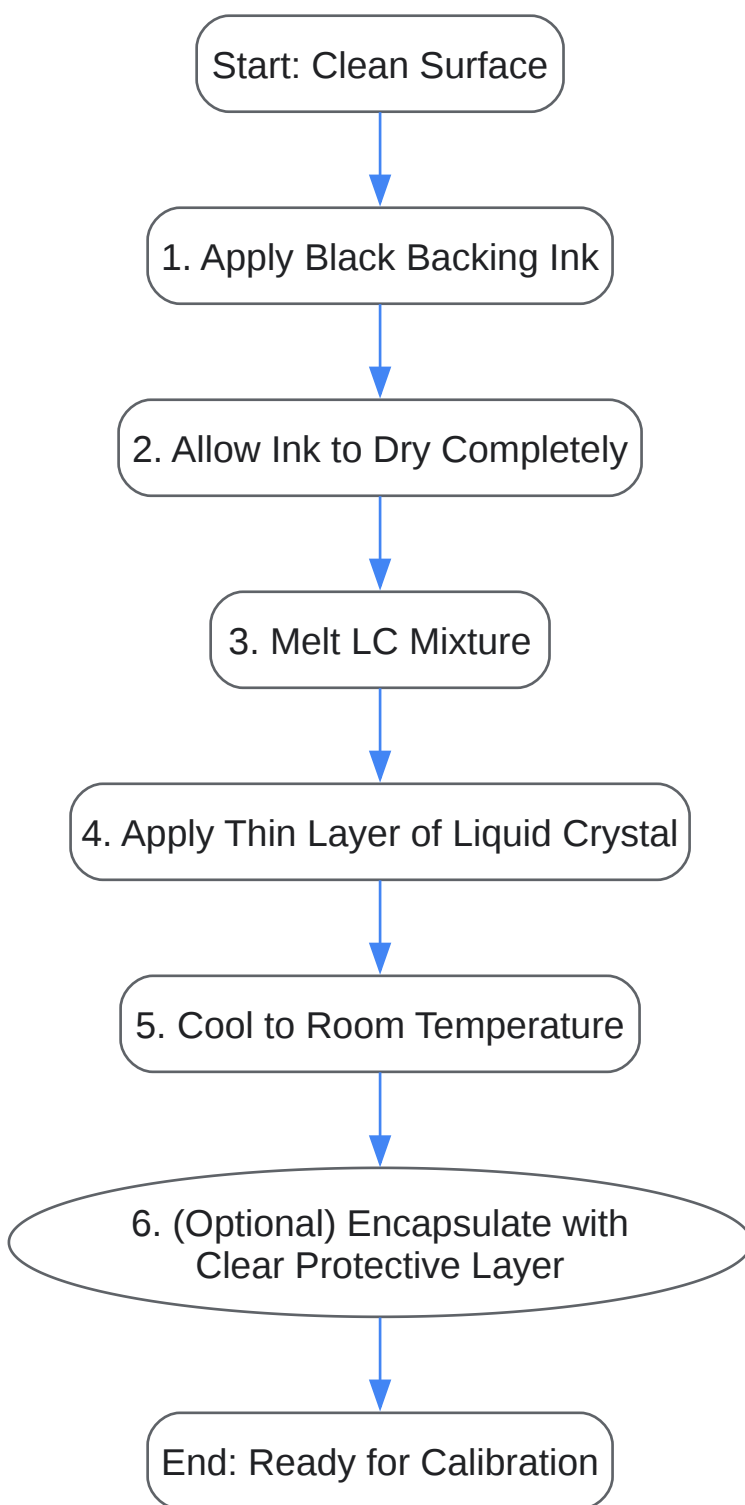 Start: Clean Surface
1. Apply Black Backing Ink
2. Allow Ink to Dry Completely
3. Melt LC Mixture
4. Apply Thin Layer of Liquid Crystal
5. Cool to Room Temperature
6. (Optional) Encapsulate with
Clear Protective Layer
End: Ready for Calibration